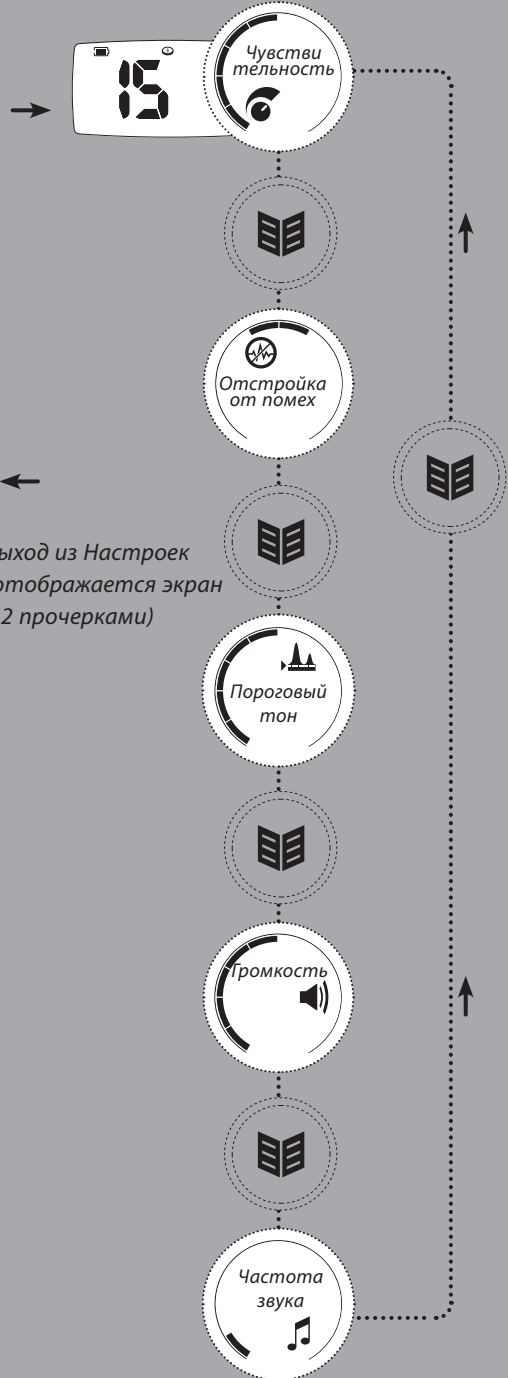 15
Чувстви
тельность
Отстройка
от помех
ыход из Настроек
отображается экран
2 прочерками)
Пороговый
тон
Громкость
Частота
звука